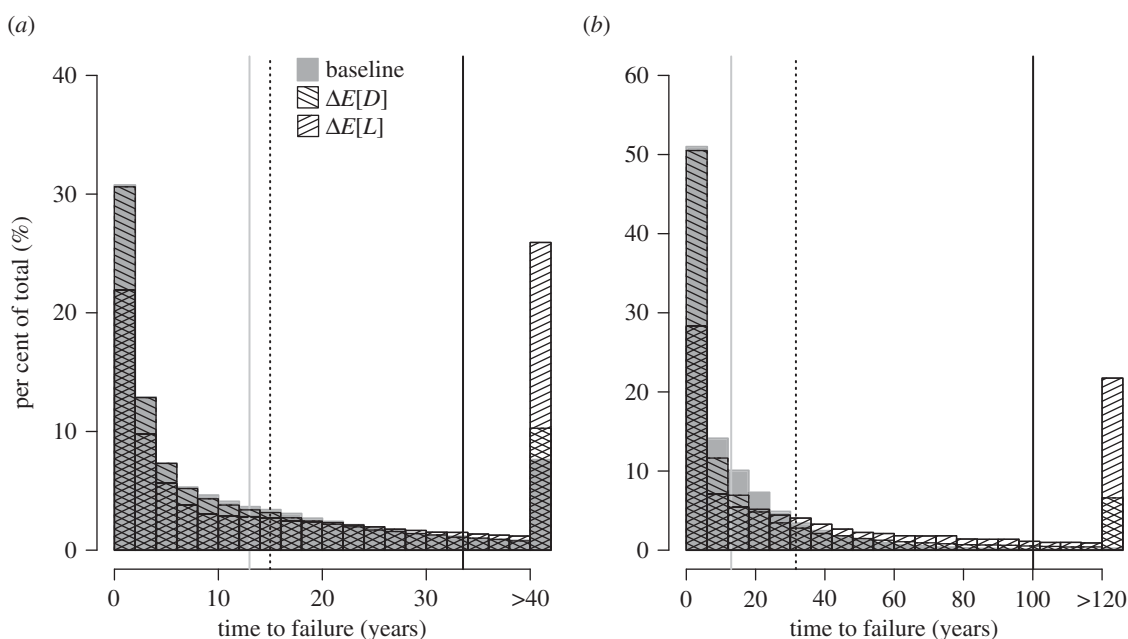 (a)
(b)
baseline
ΔE[D]
ΔE[L]
per cent of total (%)
40
30
20
10
0
0 10 20 30 >40
time to failure (years)
60
50
40
30
20
10
0
0 20 40 60 80 100 >120
time to failure (years)